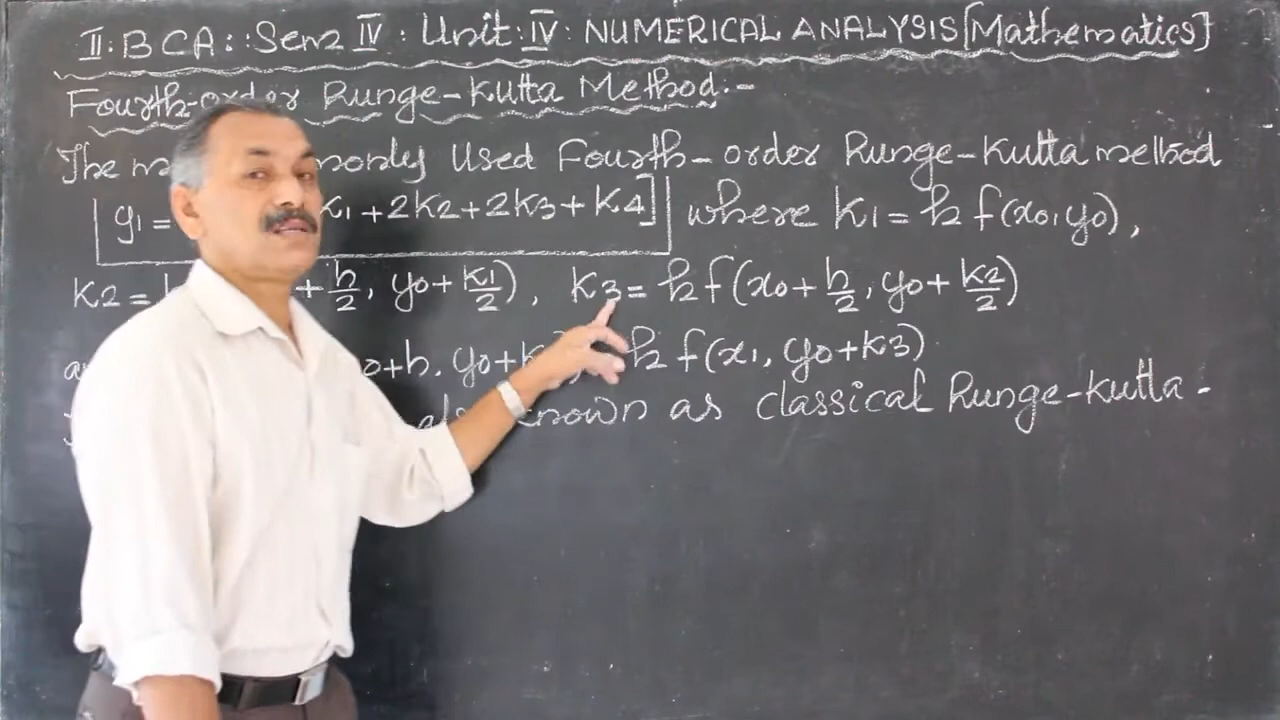 II : BCA :: Sem IV : Unit : IV : NUMERICAL ANALYSIS [Mathematics]
Fourth-order Runge-Kutta Method :-
The m monly Used Fourth-order Runge-Kutta method
y1 = K1 + 2K2 + 2K3 + K4] where K1 = h f(x0, y0),
K2 = h + h/2, y0 + K1/2), K3 = h f(x0 + h/2, y0 + K2/2)
0+h, y0+K h f(x1, y0+K3)
known as classical Runge-Kutta -